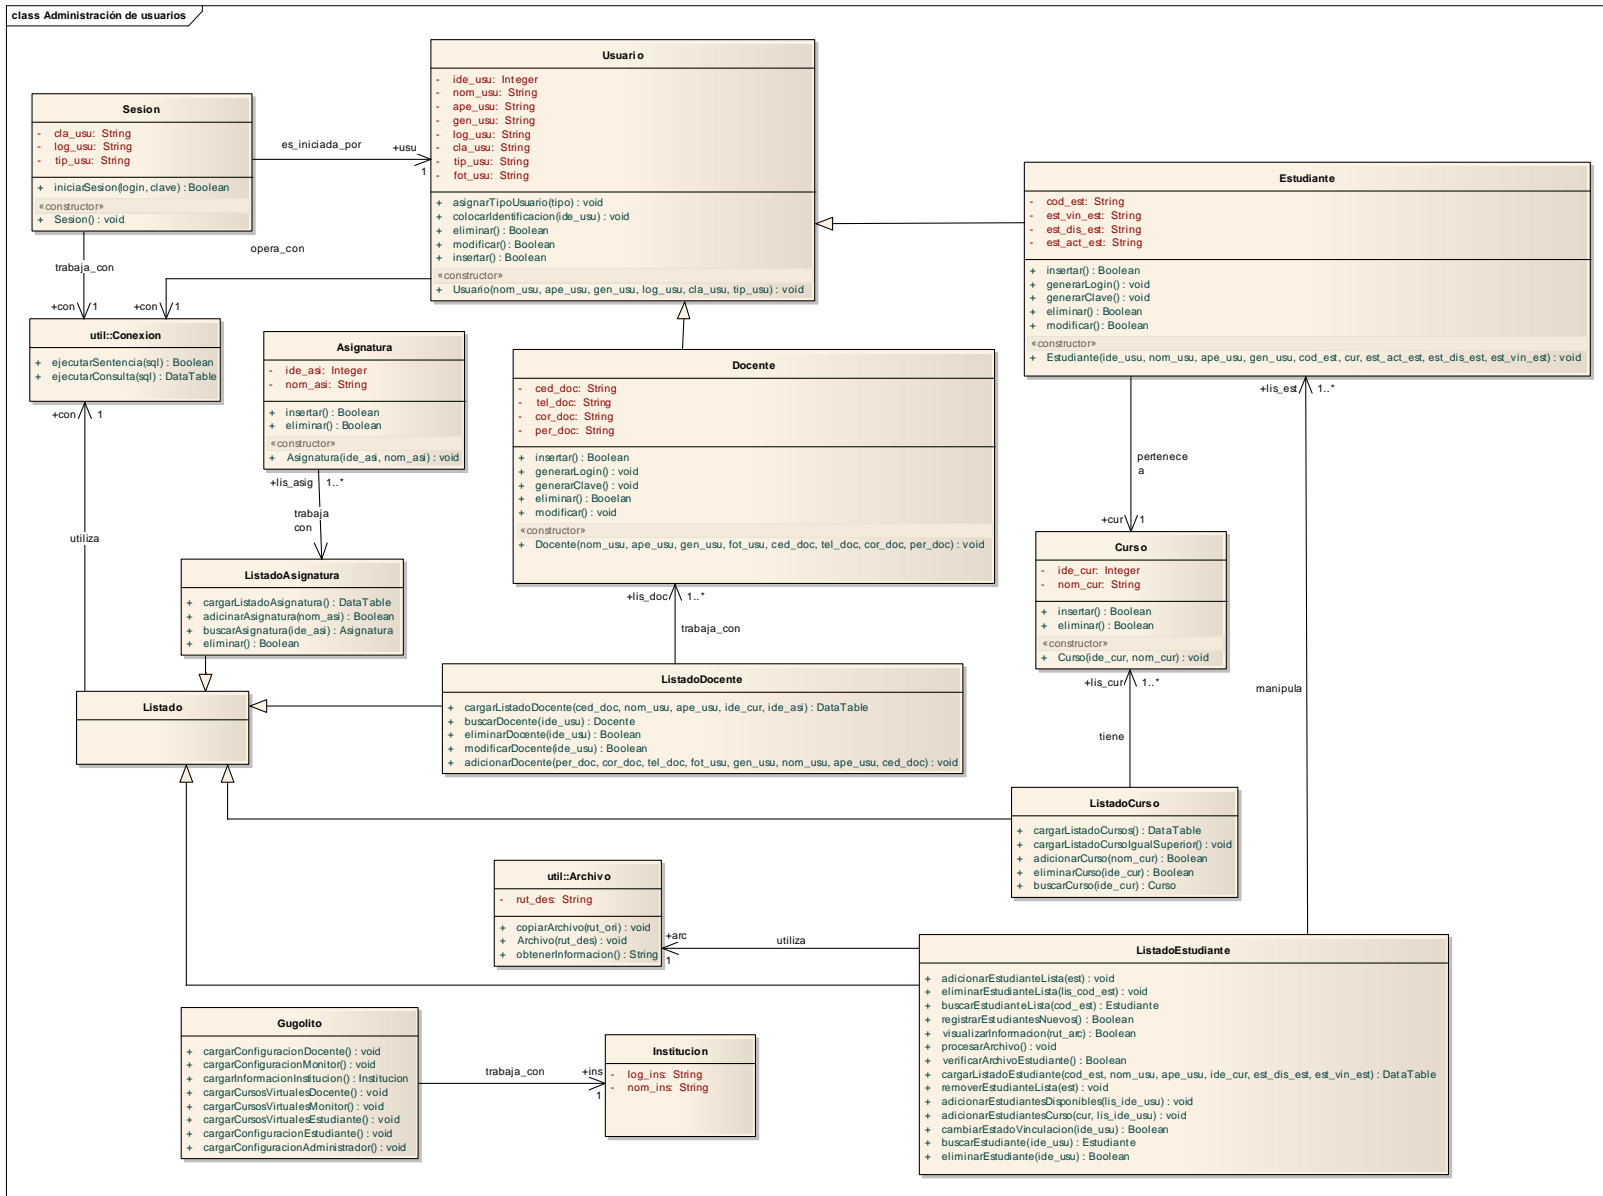 class Administración de usuarios
Usuario
- ide_usu: Integer
- nom_usu: String
- ape_usu: String
- gen_usu: String
- log_usu: String
- cla_usu: String
- tip_usu: String
- fot_usu: String
+ asignarTipoUsuario(tipo) : void
+ colocarIdentificacion(ide_usu) : void
+ eliminar() : Boolean
+ modificar() : Boolean
+ insertar() : Boolean
«constructor»
+ Usuario(nom_usu, ape_usu, gen_usu, log_usu, cla_usu, tip_usu) : void
Sesion
- cla_usu: String
- log_usu: String
- tip_usu: String
+ iniciarSesion(login, clave) : Boolean
«constructor»
+ Sesion() : void
es_iniciada_por
+usu
1
Estudiante
- cod_est: String
- est_vin_est: String
- est_dis_est: String
- est_act_est: String
+ insertar() : Boolean
+ generarLogin() : void
+ generarClave() : void
+ eliminar() : Boolean
+ modificar() : Boolean
«constructor»
+ Estudiante(ide_usu, nom_usu, ape_usu, gen_usu, cod_est, cur, est_act_est, est_dis_est, est_vin_est) : void
opera_con
trabaja_con
+con 1
+con 1
util::Conexion
+ ejecutarSentencia(sql) : Boolean
+ ejecutarConsulta(sql) : DataTable
+con 1
Asignatura
- ide_asi: Integer
- nom_asi: String
+ insertar() : Boolean
+ eliminar() : Boolean
«constructor»
+ Asignatura(ide_asi, nom_asi) : void
+lis_asig 1..*
trabaja
con
Docente
- ced_doc: String
- tel_doc: String
- cor_doc: String
- per_doc: String
+ insertar() : Boolean
+ generarLogin() : void
+ generarClave() : void
+ eliminar() : Booelan
+ modificar() : void
«constructor»
+ Docente(nom_usu, ape_usu, gen_usu, fot_usu, ced_doc, tel_doc, cor_doc, per_doc) : void
+lis_est 1..*
pertenece
a
+cur 1
Curso
- ide_cur: Integer
- nom_cur: String
+ insertar() : Boolean
+ eliminar() : Boolean
«constructor»
+ Curso(ide_cur, nom_cur) : void
+lis_cur 1..*
utiliza
ListadoAsignatura
+ cargarListadoAsignatura() : DataTable
+ adicinarAsignatura(nom_asi) : Boolean
+ buscarAsignatura(ide_asi) : Asignatura
+ eliminar() : Boolean
+lis_doc 1..*
trabaja_con
manipula
Listado
ListadoDocente
+ cargarListadoDocente(ced_doc, nom_usu, ape_usu, ide_cur, ide_asi) : DataTable
+ buscarDocente(ide_usu) : Docente
+ eliminarDocente(ide_usu) : Boolean
+ modificarDocente(ide_usu) : Boolean
+ adicionarDocente(per_doc, cor_doc, tel_doc, fot_usu, gen_usu, nom_usu, ape_usu, ced_doc) : void
tiene
ListadoCurso
+ cargarListadoCursos() : DataTable
+ cargarListadoCursoIgualSuperior() : void
+ adicionarCurso(nom_cur) : Boolean
+ eliminarCurso(ide_cur) : Boolean
+ buscarCurso(ide_cur) : Curso
util::Archivo
- rut_des: String
+ copiarArchivo(rut_ori) : void
+ Archivo(rut_des) : void
+ obtenerInformacion() : String
+arc
1
utiliza
ListadoEstudiante
+ adicionarEstudianteLista(est) : void
+ eliminarEstudianteLista(lis_cod_est) : void
+ buscarEstudianteLista(cod_est) : Estudiante
+ registrarEstudiantesNuevos() : Boolean
+ visualizarInformacion(rut_arc) : Boolean
+ procesarArchivo() : void
+ verificarArchivoEstudiante() : Boolean
+ cargarListadoEstudiante(cod_est, nom_usu, ape_usu, ide_cur, est_dis_est, est_vin_est) : DataTable
+ removerEstudianteLista(est) : void
+ adicionarEstudiantesDisponibles(lis_ide_usu) : void
+ adicionarEstudiantesCurso(cur, lis_ide_usu) : void
+ cambiarEstadoVinculacion(ide_usu) : Boolean
+ buscarEstudiante(ide_usu) : Estudiante
+ eliminarEstudiante(ide_usu) : Boolean
Gugolito
+ cargarConfiguracionDocente() : void
+ cargarConfiguracionMonitor() : void
+ cargarInformacionInstitucion() : Institucion
+ cargarCursosVirtualesDocente() : void
+ cargarCursosVirtualesMonitor() : void
+ cargarCursosVirtualesEstudiante() : void
+ cargarConfiguracionEstudiante() : void
+ cargarConfiguracionAdministrador() : void
trabaja_con
+ins
1
Institucion
- log_ins: String
- nom_ins: String